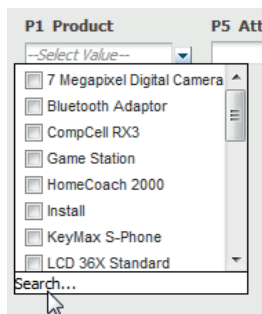 P1 Product P5 Att
--Select Value--
7 Megapixel Digital Camera
Bluetooth Adaptor
CompCell RX3
Game Station
HomeCoach 2000
Install
KeyMax S-Phone
LCD 36X Standard
Search...